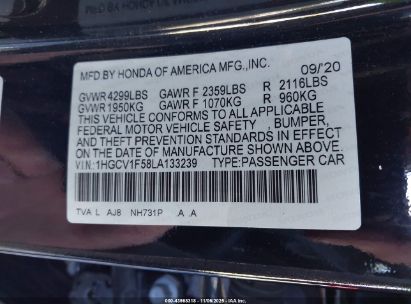 MFD.BY HONDA OF AMERICA MFG.,INC. 09/20
GVWR 4299LBS GAWR F 2359LBS R 2116LBS
GVWR 1950KG GAWR F 1070KG R 960KG
THIS VEHICLE CONFORMS TO ALL APPLICABLE
FEDERAL MOTOR VEHICLE SAFETY , BUMPER,
AND THEFT PREVENTION STANDARDS IN EFFECT
ON THE DATE OF MANUFACTURE SHOWN ABOVE.
V.I.N.:1HGCV1F58LA133239 TYPE:PASSENGER CAR
TVA L AJ8 NH731P A A